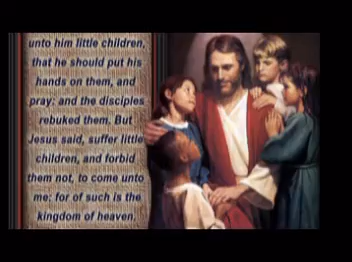 unto him little children,
that he should put his
hands on them, and
pray: and the disciples
rebuked them. But
Jesus said, suffer little
children, and forbid
them not, to come unto
me: for of such is the
kingdom of heaven.